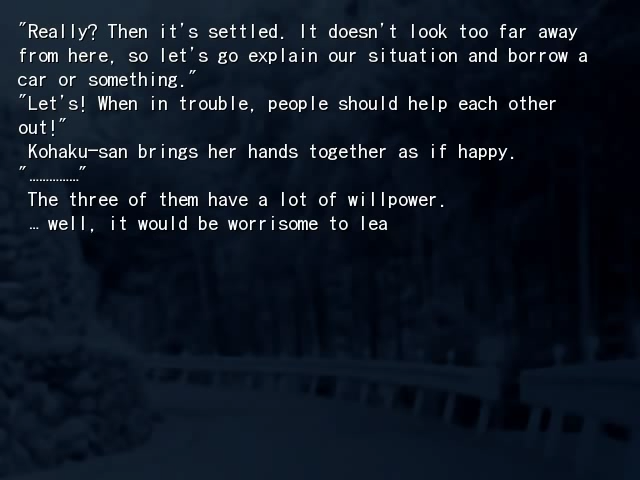 "Really? Then it's settled. It doesn't look too far away
from here, so let's go explain our situation and borrow a
car or something."
"Let's! When in trouble, people should help each other
out!"
Kohaku-san brings her hands together as if happy.
"……………"
The three of them have a lot of willpower.
… well, it would be worrisome to lea